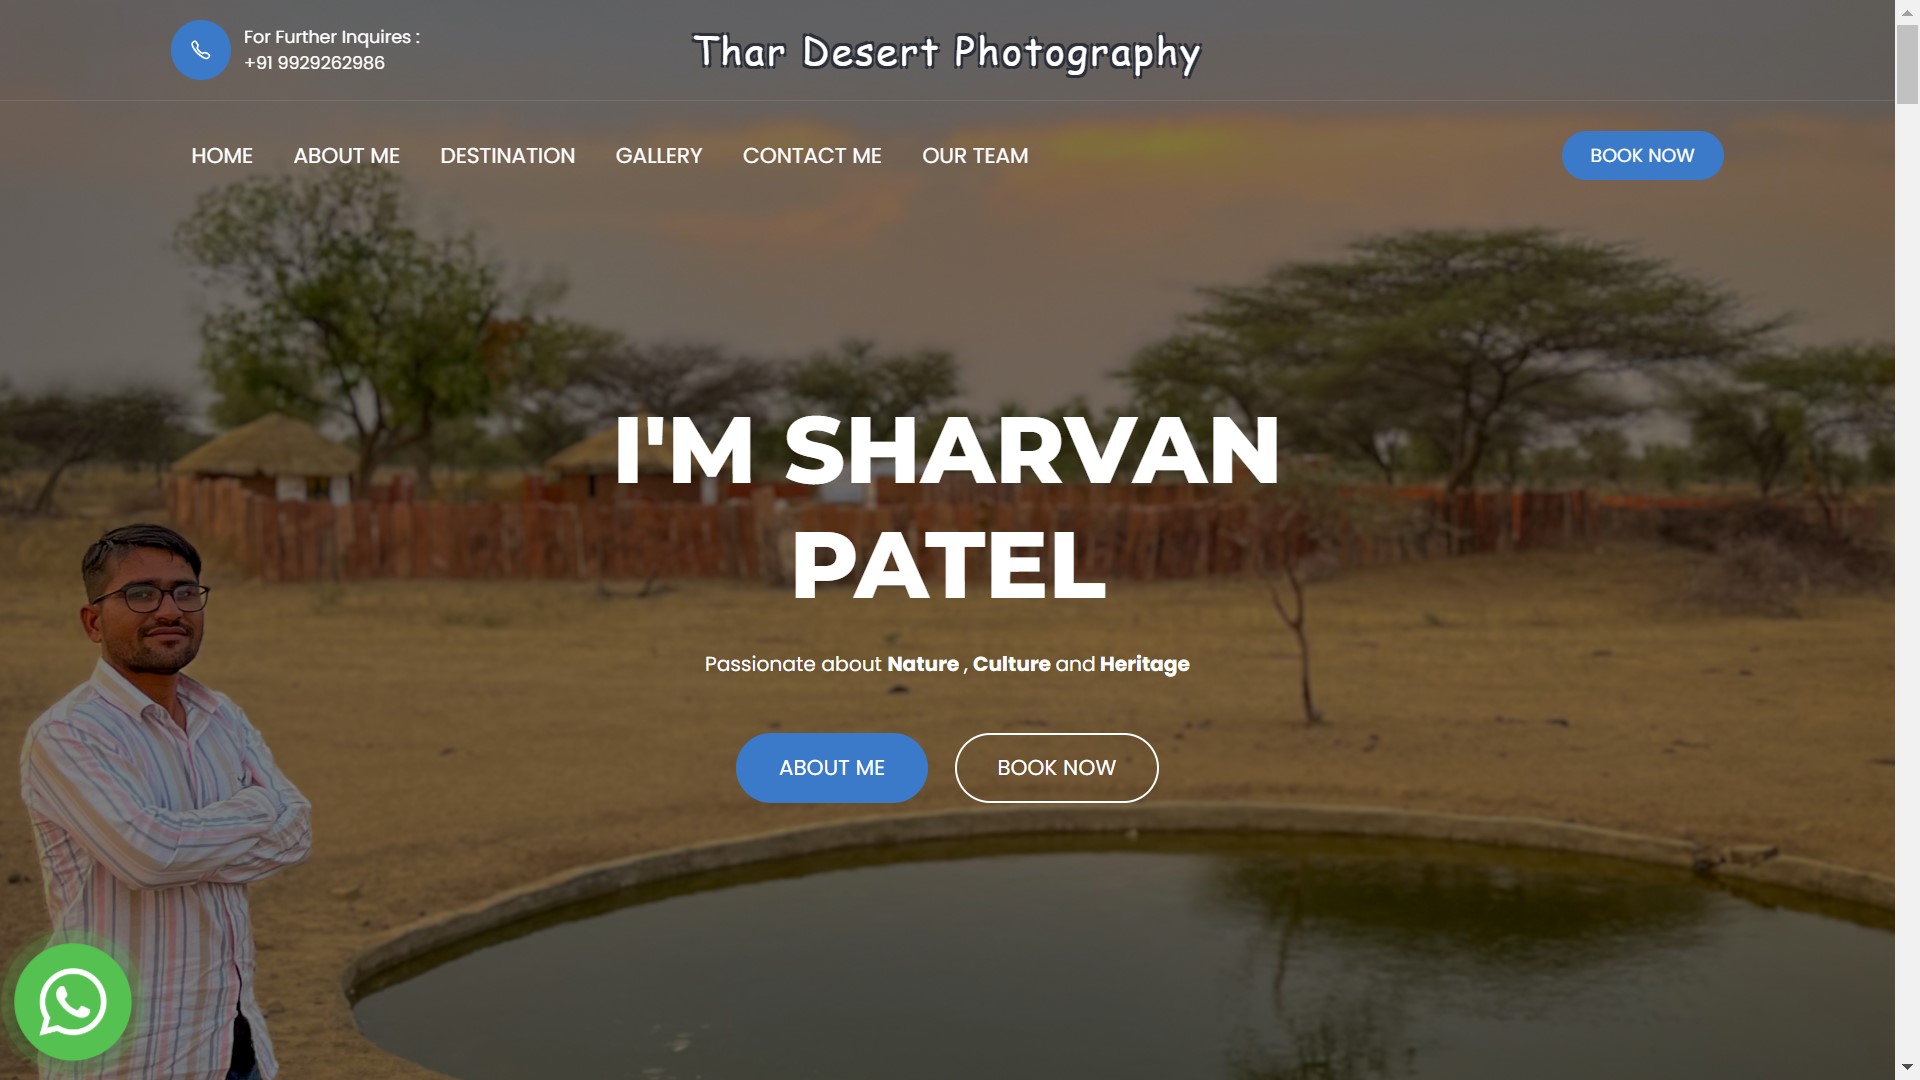 For Further Inquires :
+91 9929262986
Thar Desert Photography
HOME ABOUT ME DESTINATION GALLERY CONTACT ME OUR TEAM BOOK NOW
I'M SHARVAN
PATEL
Passionate about Nature , Culture and Heritage
ABOUT ME BOOK NOW